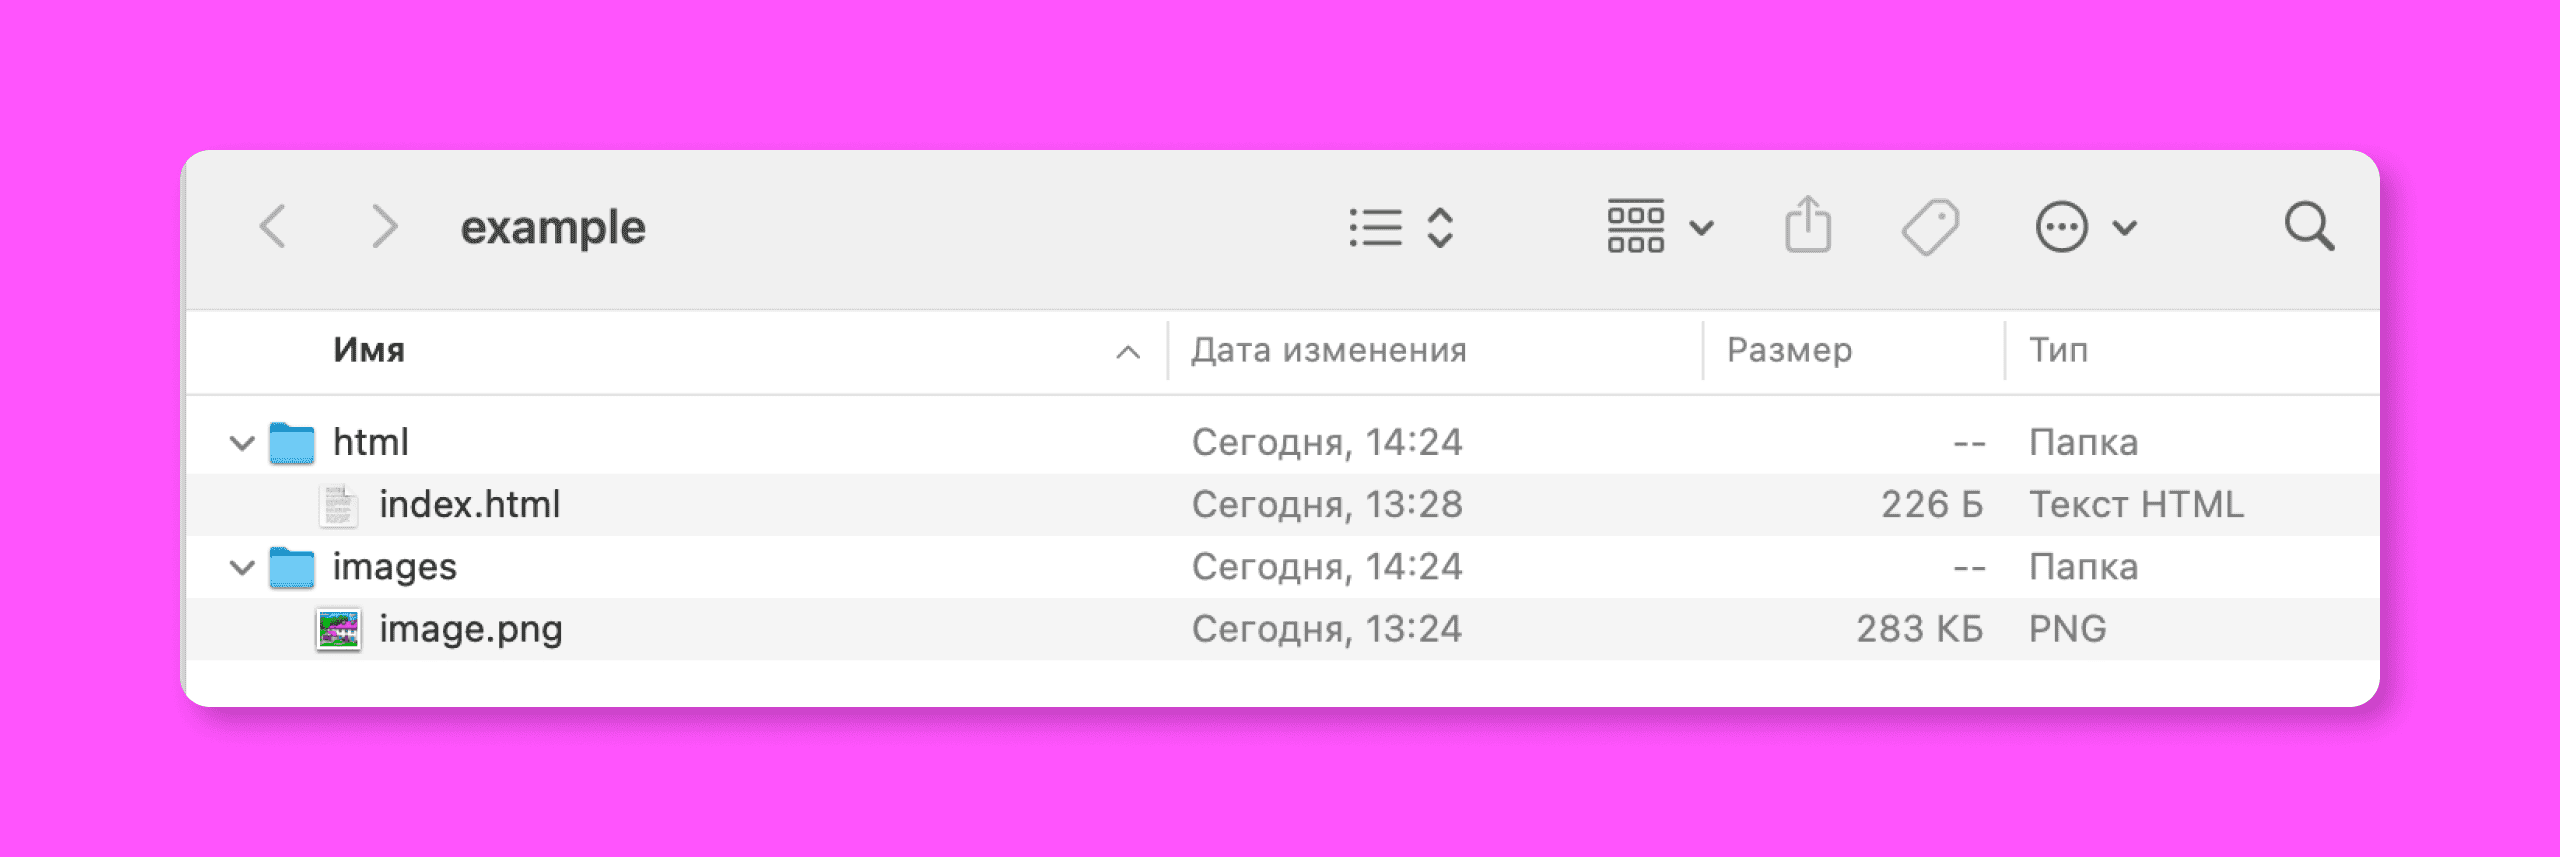 example
Имя Дата изменения Размер Тип
html Сегодня, 14:24 -- Папка
index.html Сегодня, 13:28 226 Б Текст HTML
images Сегодня, 14:24 -- Папка
image.png Сегодня, 13:24 283 КБ PNG